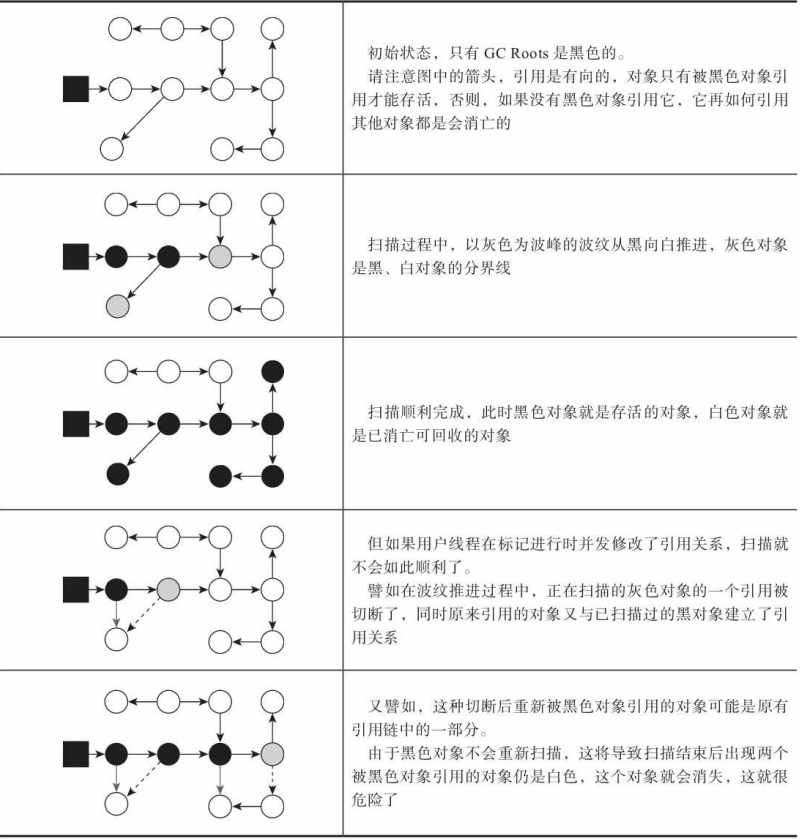 初始状态，只有 GC Roots 是黑色的。
请注意图中的箭头，引用是有向的，对象只有被黑色对象引
用才能存活，否则，如果没有黑色对象引用它，它再如何引用
其他对象都是会消亡的
扫描过程中，以灰色为波峰的波纹从黑向白推进，灰色对象
是黑、白对象的分界线
扫描顺利完成，此时黑色对象就是存活的对象，白色对象就
是已消亡可回收的对象
但如果用户线程在标记进行时并发修改了引用关系，扫描就
不会如此顺利了。
譬如在波纹推进过程中，正在扫描的灰色对象的一个引用被
切断了，同时原来引用的对象又与已扫描过的黑对象建立了引
用关系
又譬如，这种切断后重新被黑色对象引用的对象可能是原有
引用链中的一部分。
由于黑色对象不会重新扫描，这将导致扫描结束后出现两个
被黑色对象引用的对象仍是白色，这个对象就会消失，这就很
危险了